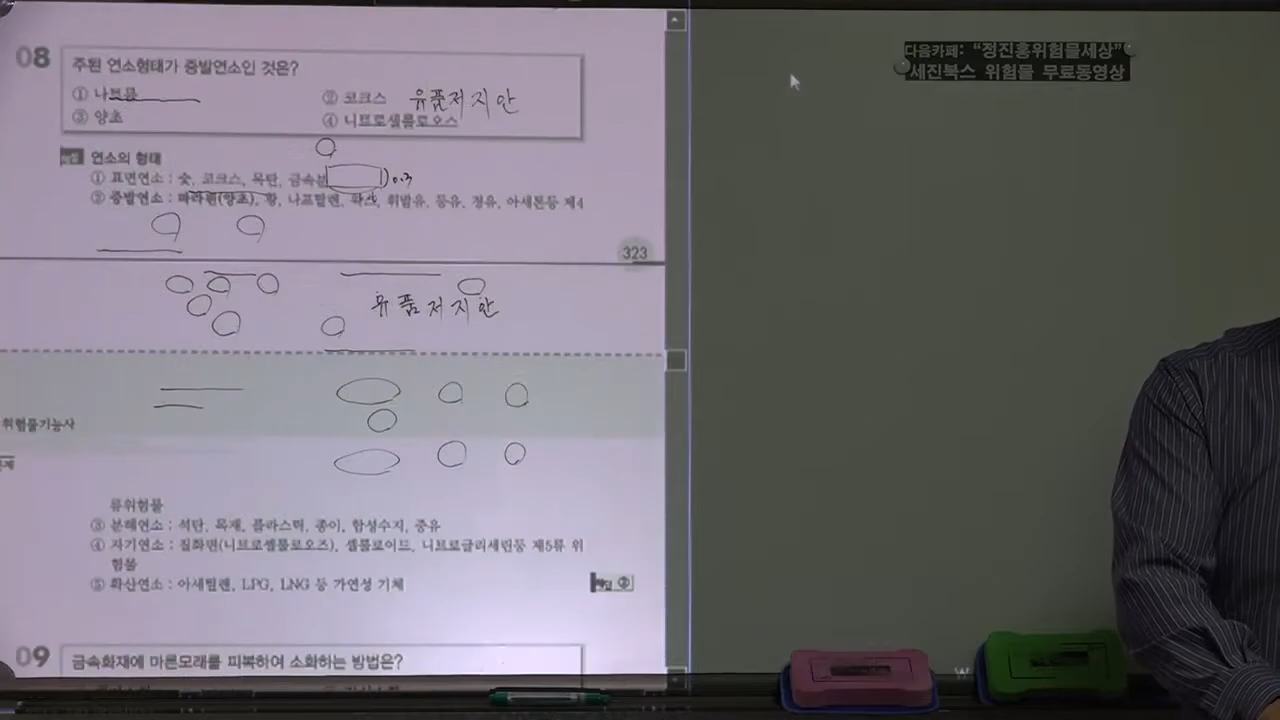 08
주된 연소형태가 증발연소인 것은?
① 나트륨
② 코크스 유품저지안
③ 양초
④ 니트로셀룰로오스
연소의 형태
① 표면연소 : 숯, 코크스, 목탄, 금속분 0.3
② 증발연소 : 파라핀(양초), 황, 나프탈렌, 왁스, 휘발유, 등유, 경유, 아세톤등 제4
323
유품저지안
위험물기능사
류위험물
③ 분해연소 : 석탄, 목재, 플라스틱, 종이, 합성수지, 중유
④ 자기연소 : 질화면(니트로셀룰로오즈), 셀룰로이드, 니트로글리세린등 제5류 위
험물
⑤ 확산연소 : 아세틸렌, LPG, LNG 등 가연성 기체
③
09
금속화재에 마른모래를 피복하여 소화하는 방법은?
다음카페: "정진홍위험물세상"
세진북스 위험물 무료동영상